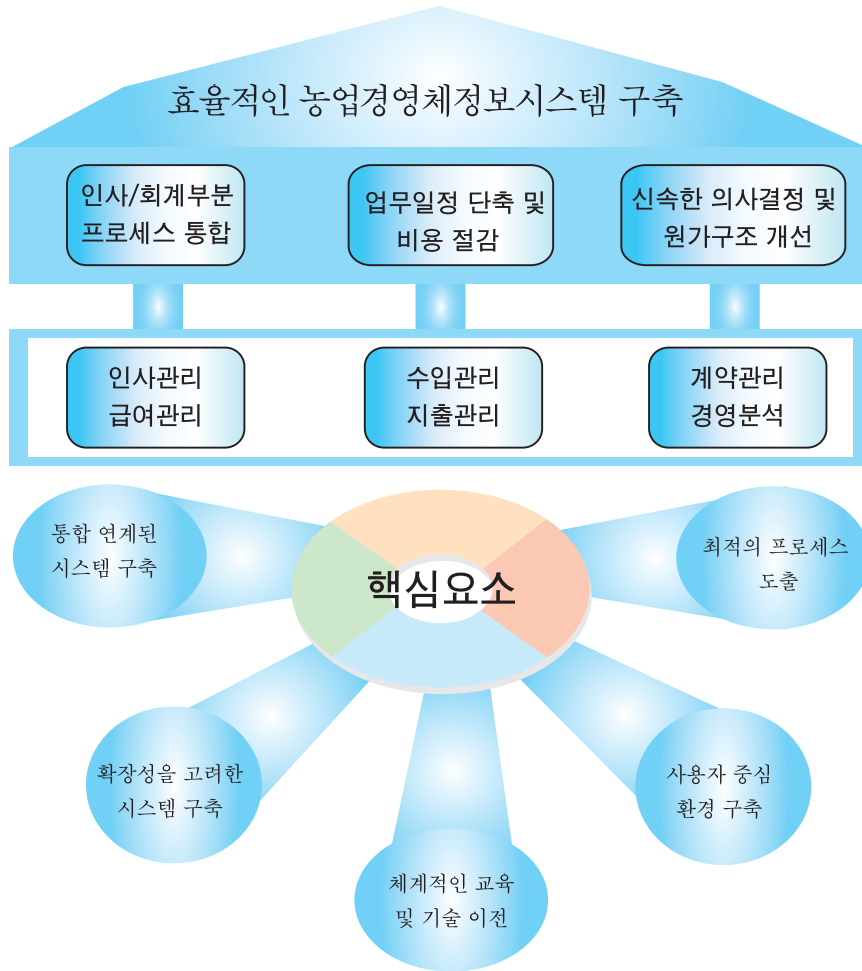 효율적인 농업경영체정보시스템 구축
인사/회계부분
프로세스 통합
업무일정 단축 및
비용 절감
신속한 의사결정 및
원가구조 개선
인사관리
급여관리
수입관리
지출관리
계약관리
경영분석
통합 연계된
시스템 구축
핵심요소
최적의 프로세스
도출
확장성을 고려한
시스템 구축
사용자 중심
환경 구축
체계적인 교육
및 기술 이전